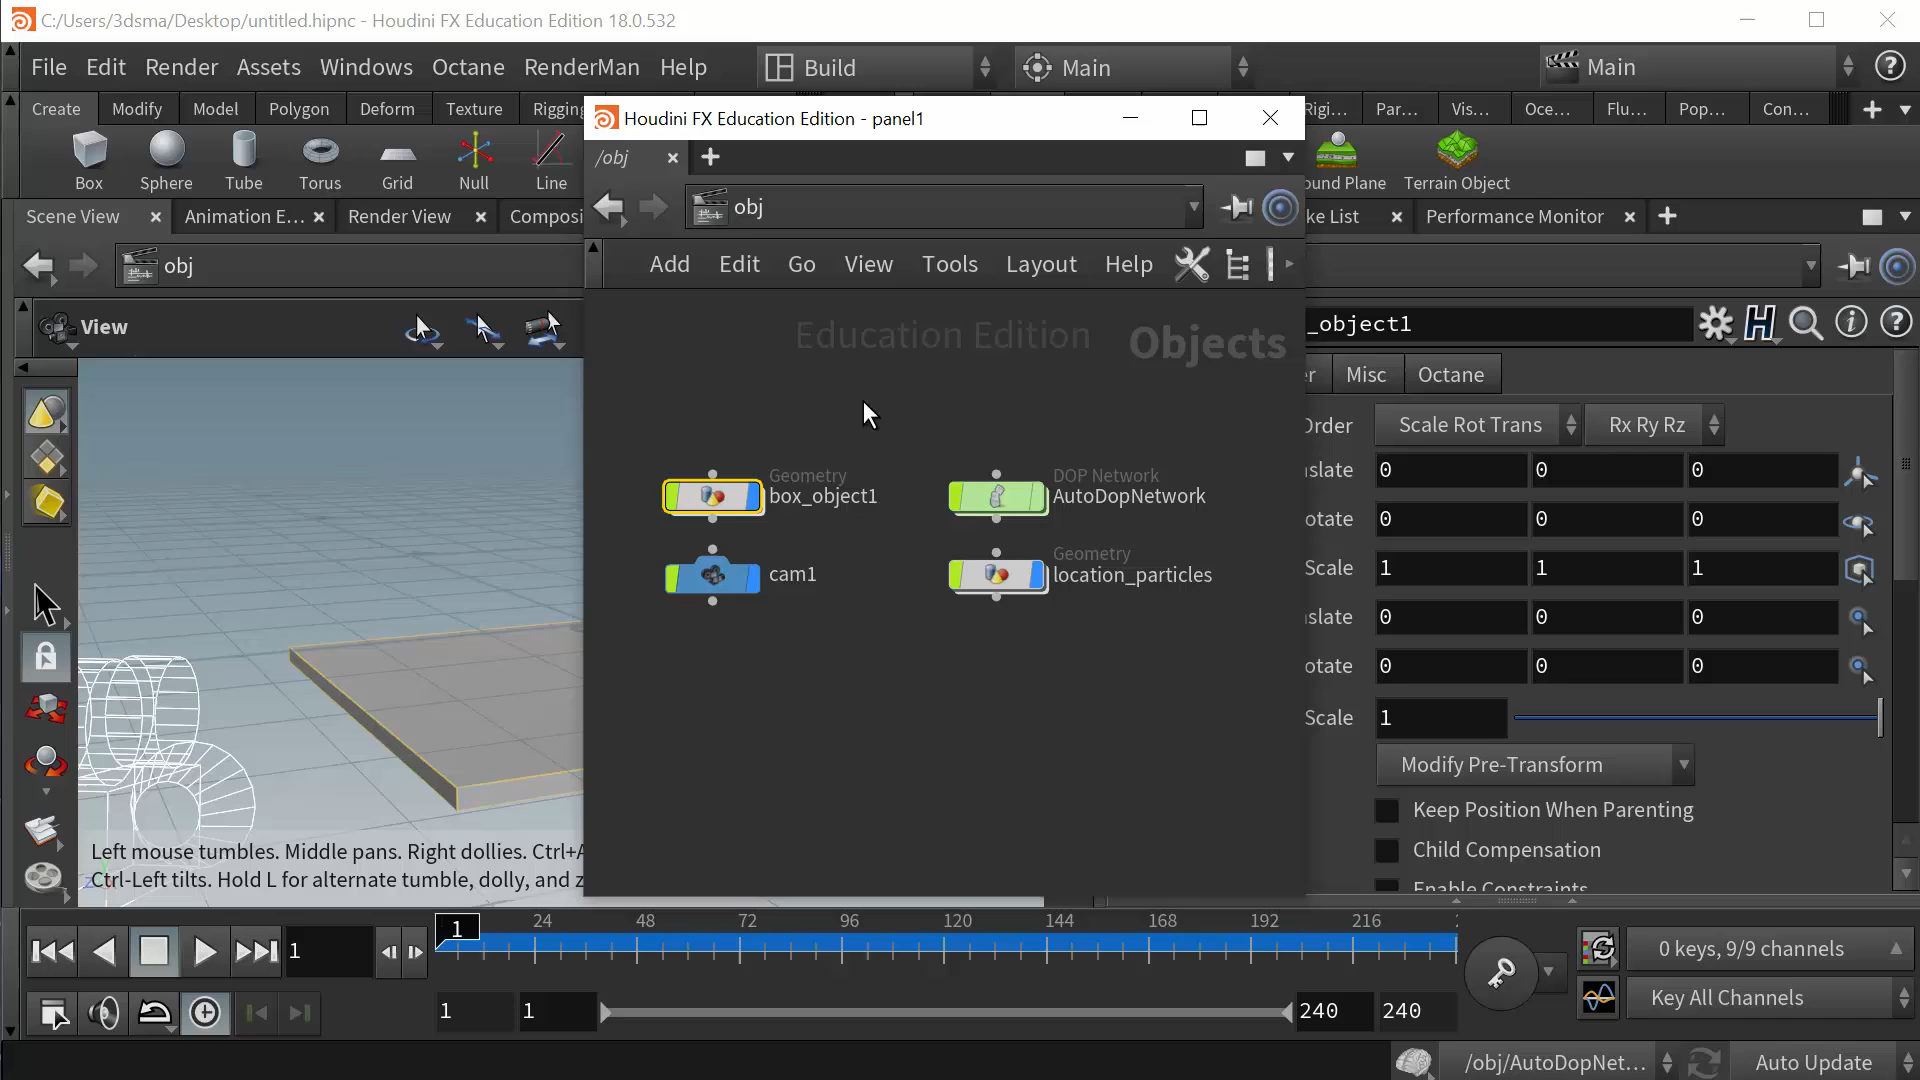 C:/Users/3dsma/Desktop/untitled.hipnc - Houdini FX Education Edition 18.0.532
File Edit Render Assets Windows Octane RenderMan Help Build Main Main
Create Modify Model Polygon Deform Texture Rigging Rigi... Par... Vis... Oce... Flu... Pop... Con...
Houdini FX Education Edition - panel1
/obj
Box Sphere Tube Torus Grid Null Line
Terrain Object
Scene View Animation E... Render View Composi
Performance Monitor
obj
obj
Add Edit Go View Tools Layout Help
View
Education Edition Objects
_object1
Misc Octane
Order Scale Rot Trans Rx Ry Rz
slate 0 0 0
otate 0 0 0
Scale 1 1 1
slate 0 0 0
otate 0 0 0
Scale 1
Modify Pre-Transform
Keep Position When Parenting
Child Compensation
Enable Constraints
Geometry
box_object1
DOP Network
AutoDopNetwork
cam1
Geometry
location_particles
Left mouse tumbles. Middle pans. Right dollies. Ctrl+A
Ctrl-Left tilts. Hold L for alternate tumble, dolly, and z
1 1 24 48 72 96 120 144 168 192 216
0 keys, 9/9 channels
1 1 240 240
Key All Channels
/obj/AutoDopNet... Auto Update